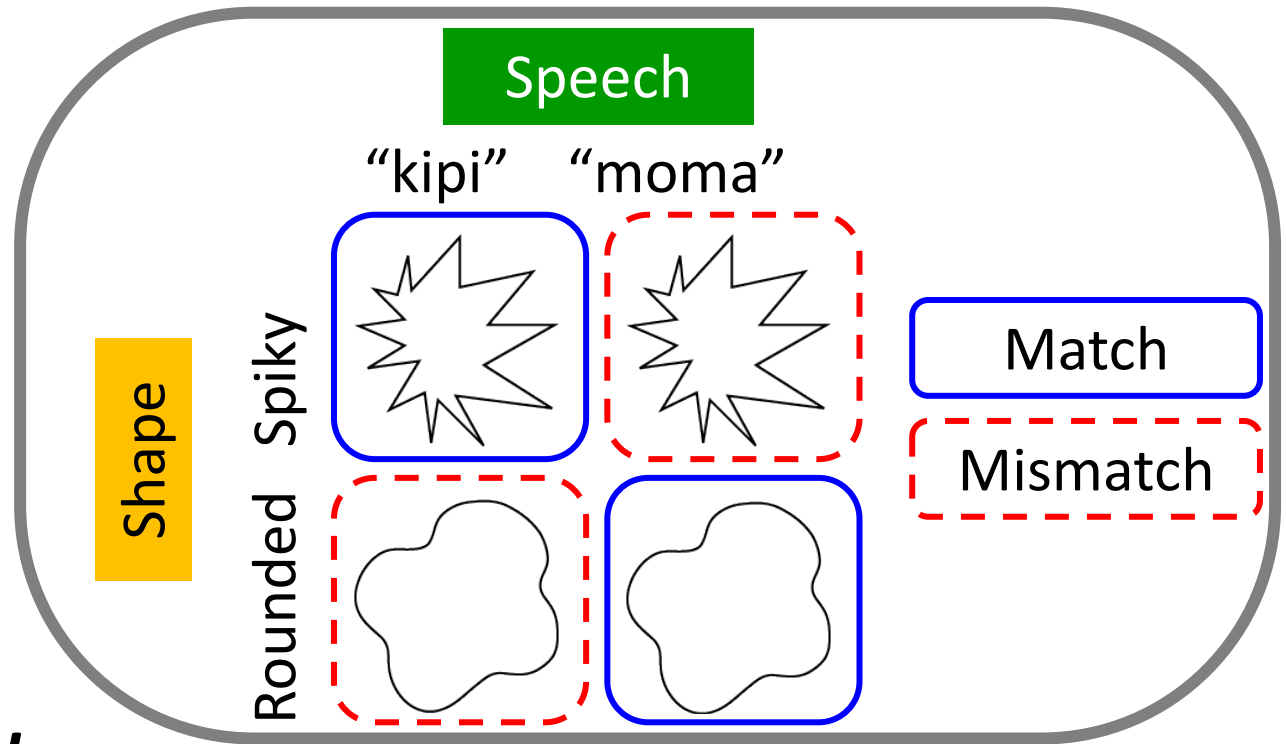 Speech
“kipi” “moma”
Shape
Spiky
Rounded
Match
Mismatch